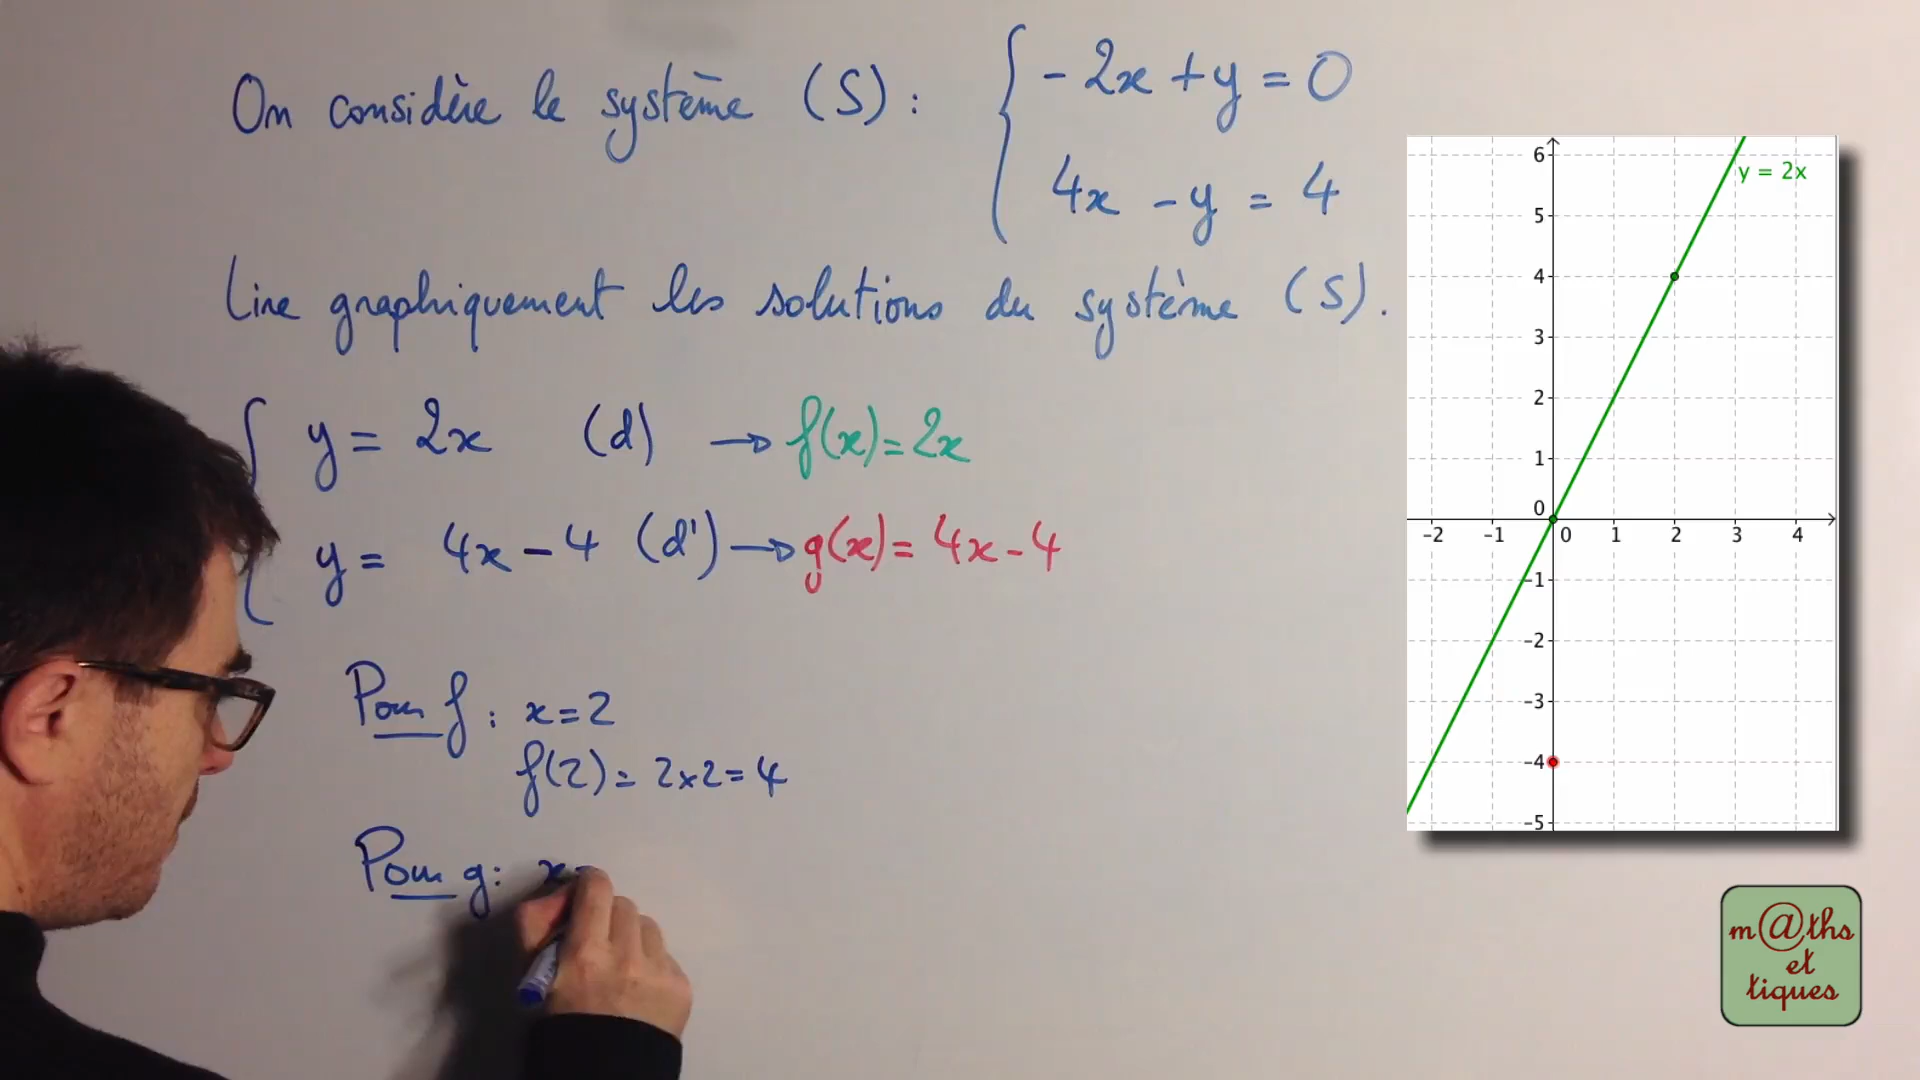 On considère le système (S) : { -2x + y = 0
4x - y = 4
Lire graphiquement les solutions du système (S).
{ y = 2x (d) → f(x) = 2x
y = 4x - 4 (d') → g(x) = 4x - 4
Pour f : x = 2
f(2) = 2×2 = 4
Pour g : x =
y = 2x
6
5
4
3
2
1
0
-2 -1 0 1 2 3 4
-1
-2
-3
-4
-5
m@ths
et
tiques